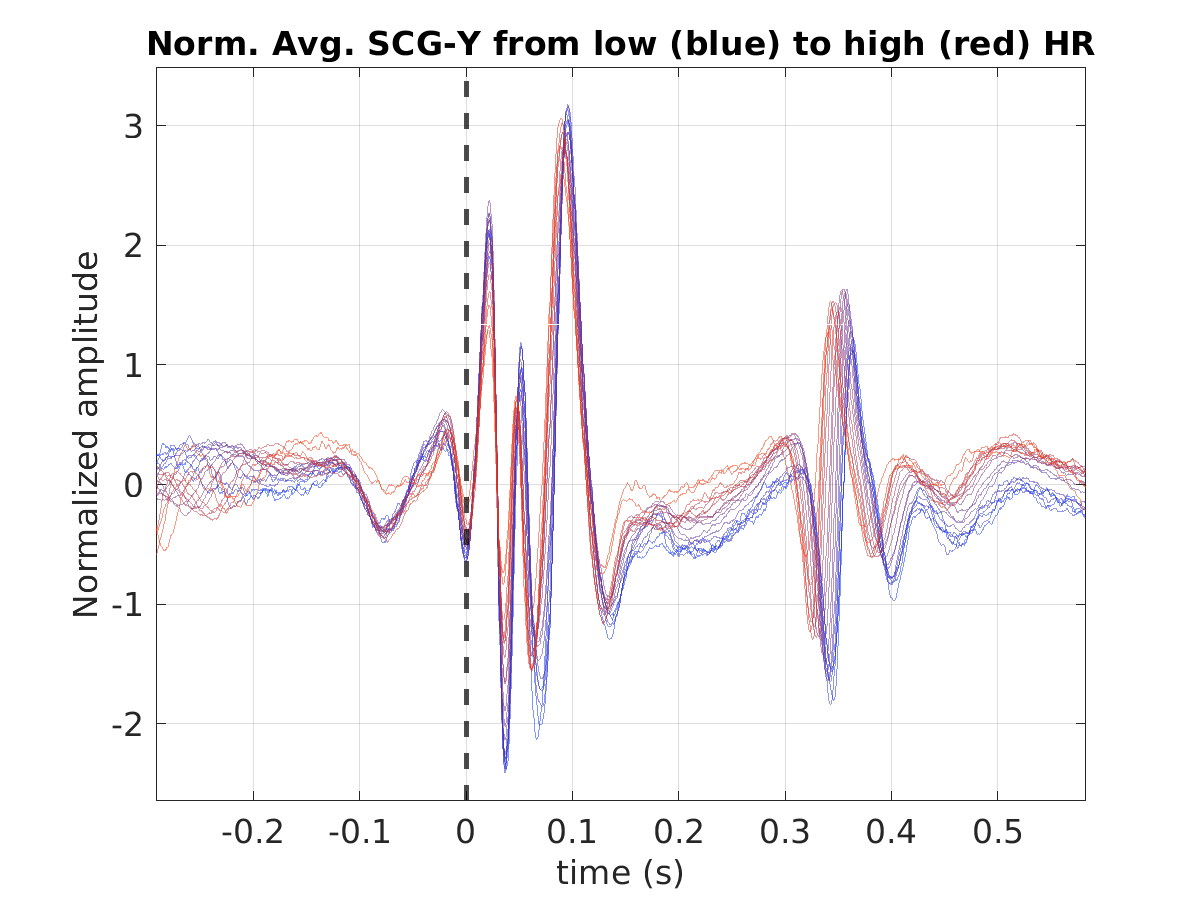 Norm. Avg. SCG-Y from low (blue) to high (red) HR
Normalized amplitude
3
2
1
0
-1
-2
-0.2 -0.1 0 0.1 0.2 0.3 0.4 0.5
time (s)